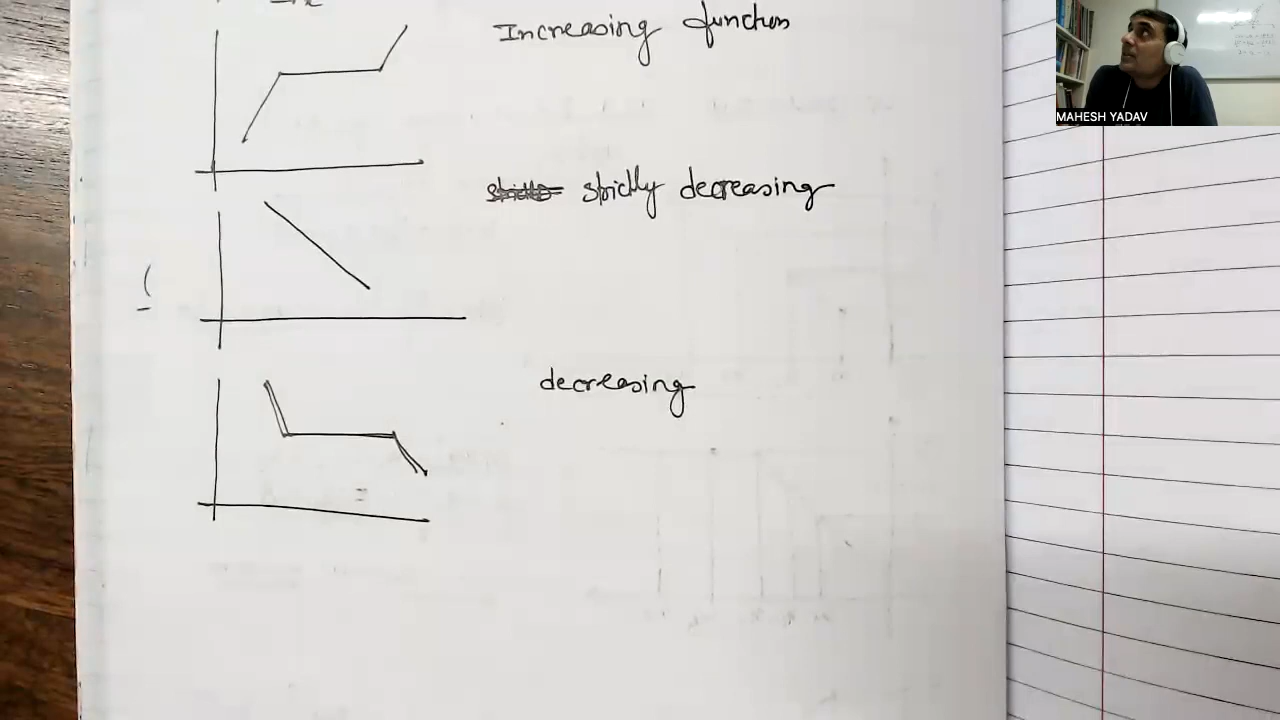 Increasing function
MAHESH YADAV
strictly decreasing
decreasing